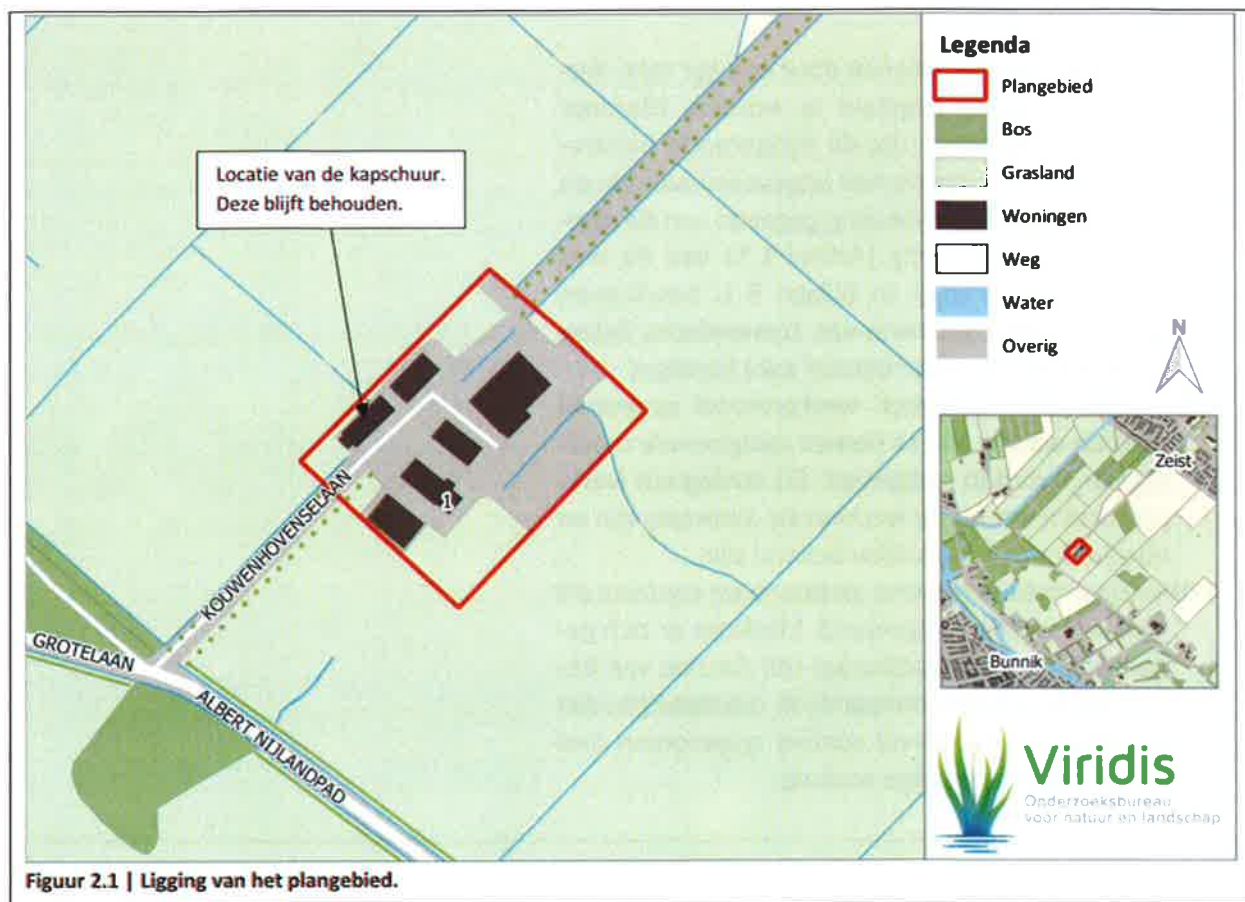 Locatie van de kapschuur.
Deze blijft behouden.
1
KOUWENHOVENSELAAN
GROTELAAN
ALBERT NIJLANDPAD
Legenda
Plangebied
Bos
Grasland
Woningen
Weg
Water
Overig
N
Zeist
Bunnik
Viridis
Onderzoeksbureau
voor natuur en landschap
Figuur 2.1 | Ligging van het plangebied.